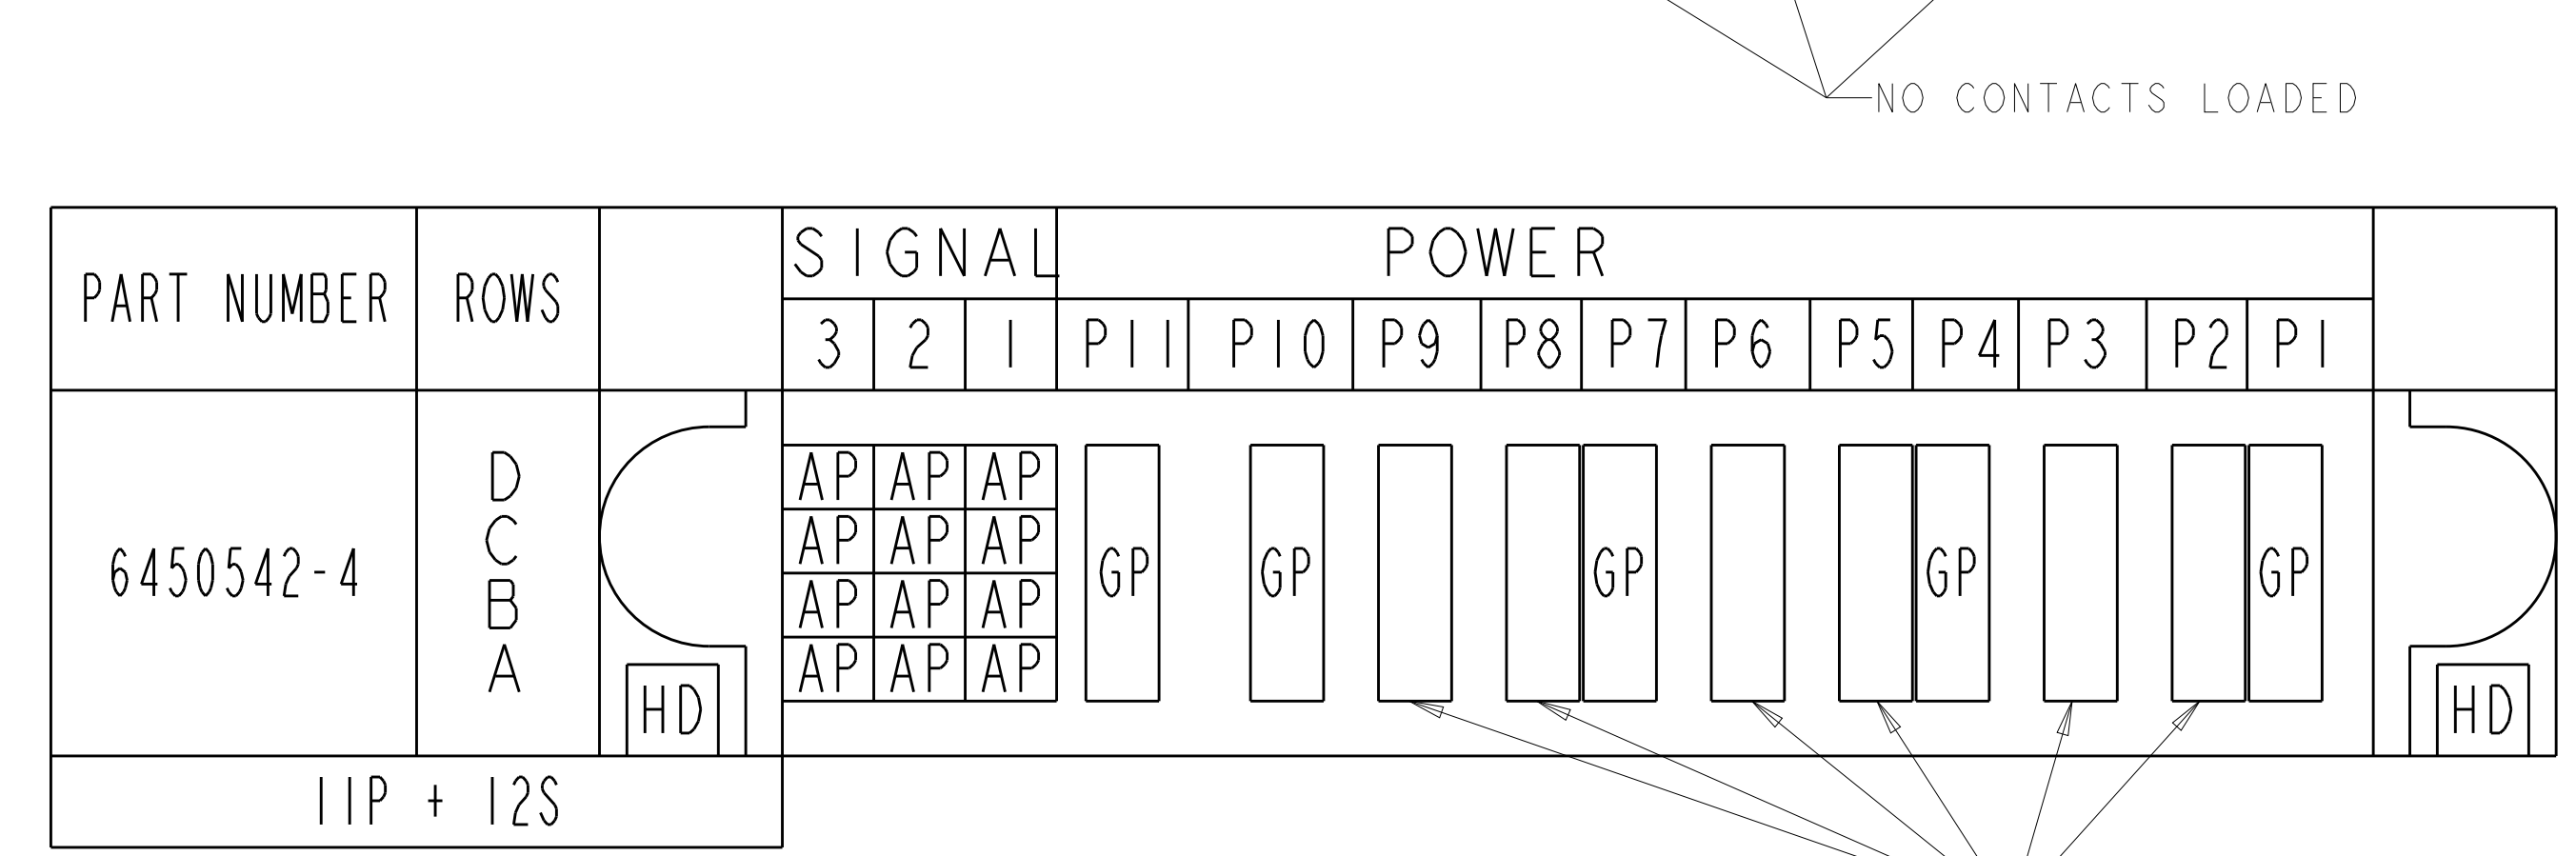 NO CONTACTS LOADED
PART NUMBER ROWS SIGNAL POWER
3 2 1 P11 P10 P9 P8 P7 P6 P5 P4 P3 P2 P1
D AP AP AP
C AP AP AP
6450542-4 GP GP GP GP GP
B AP AP AP
A AP AP AP
HD HD
11P + 12S